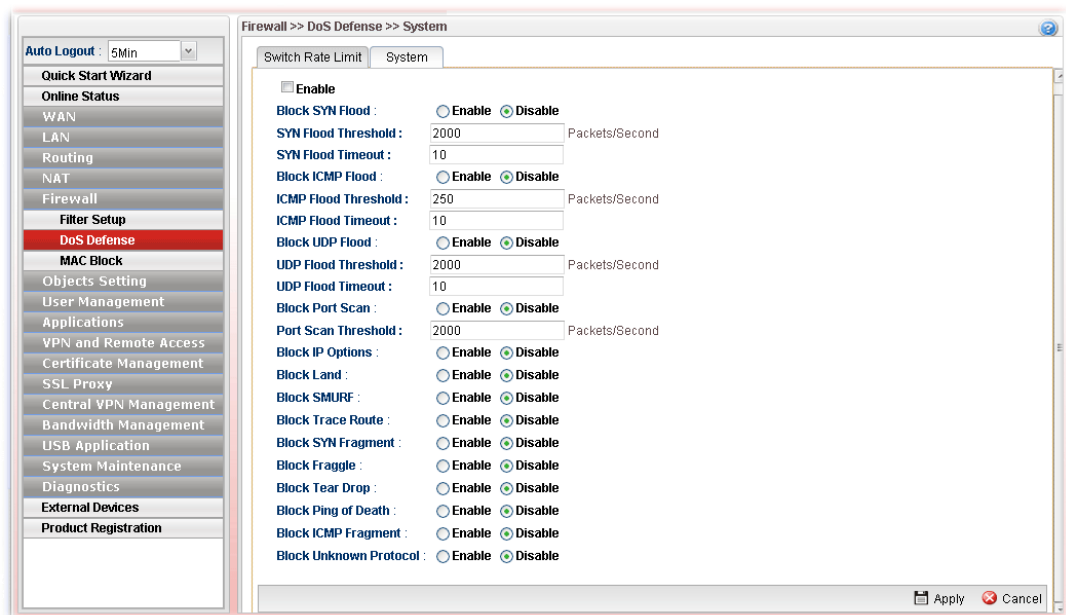 Firewall >> DoS Defense >> System
Auto Logout : 5Min
Quick Start Wizard
Online Status
WAN
LAN
Routing
NAT
Firewall
Filter Setup
DoS Defense
MAC Block
Objects Setting
User Management
Applications
VPN and Remote Access
Certificate Management
SSL Proxy
Central VPN Management
Bandwidth Management
USB Application
System Maintenance
Diagnostics
External Devices
Product Registration
Switch Rate Limit System
Enable
Block SYN Flood : Enable Disable
SYN Flood Threshold : 2000 Packets/Second
SYN Flood Timeout : 10
Block ICMP Flood : Enable Disable
ICMP Flood Threshold : 250 Packets/Second
ICMP Flood Timeout : 10
Block UDP Flood : Enable Disable
UDP Flood Threshold : 2000 Packets/Second
UDP Flood Timeout : 10
Block Port Scan : Enable Disable
Port Scan Threshold : 2000 Packets/Second
Block IP Options : Enable Disable
Block Land : Enable Disable
Block SMURF : Enable Disable
Block Trace Route : Enable Disable
Block SYN Fragment : Enable Disable
Block Fraggle : Enable Disable
Block Tear Drop : Enable Disable
Block Ping of Death : Enable Disable
Block ICMP Fragment : Enable Disable
Block Unknown Protocol : Enable Disable
Apply Cancel